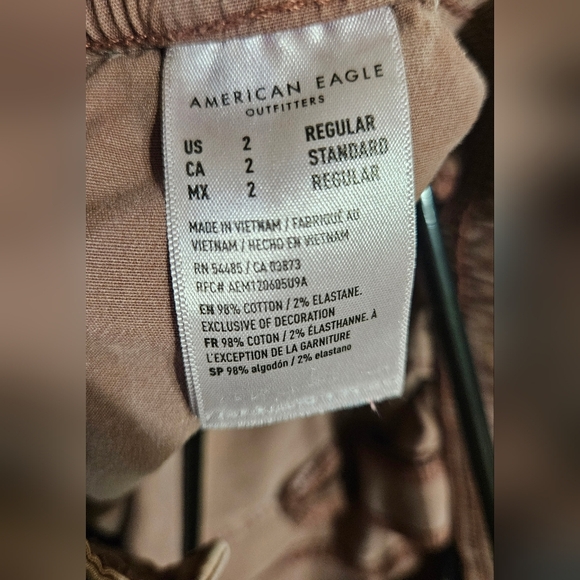 AMERICAN EAGLE
OUTFITTERS
US 2 REGULAR
CA 2 STANDARD
MX 2 REGULAR
MADE IN VIETNAM / FABRIQUÉ AU
VIETNAM / HECHO EN VIETNAM
RN 54485 / CA 03873
RFC# AEM120605U9A
EN 98% COTTON / 2% ELASTANE.
EXCLUSIVE OF DECORATION
FR 98% COTON / 2% ÉLASTHANNE. À
L'EXCEPTION DE LA GARNITURE
SP 98% algodón / 2% elastano